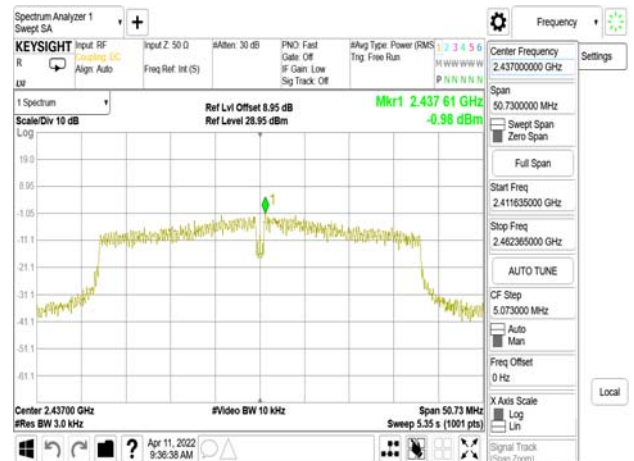 Spectrum Analyzer 1
Swept SA
Frequency
KEYSIGHT
Input: RF
Coupling: DC
Align: Auto
Input Z: 50 Ω
Freq Ref: Int (S)
#Atten: 30 dB
PNO: Fast
Gate: Off
IF Gain: Low
Sig Track: Off
#Avg Type: Power (RMS
Trig: Free Run
1 2 3 4 5 6
M W W W W W
P N N N N N
R
LVI
Center Frequency
2.437000000 GHz
Settings
1 Spectrum
Scale/Div 10 dB
Log
Ref Lvl Offset 8.95 dB
Ref Level 28.95 dBm
Mkr1 2.437 61 GHz
-0.98 dBm
Span
50.7300000 MHz
Swept Span
Zero Span
Full Span
Start Freq
2.411635000 GHz
Stop Freq
2.462365000 GHz
AUTO TUNE
CF Step
5.073000 MHz
Auto
Man
Freq Offset
0 Hz
X Axis Scale
Log
Lin
Local
Signal Track
(Span Zoom)
19.0
8.95
-1.05
-11.1
-21.1
-31.1
-41.1
-51.1
-61.1
1
Center 2.43700 GHz
#Res BW 3.0 kHz
#Video BW 10 kHz
Span 50.73 MHz
Sweep 5.35 s (1001 pts)
?
Apr 11, 2022
9:36:38 AM